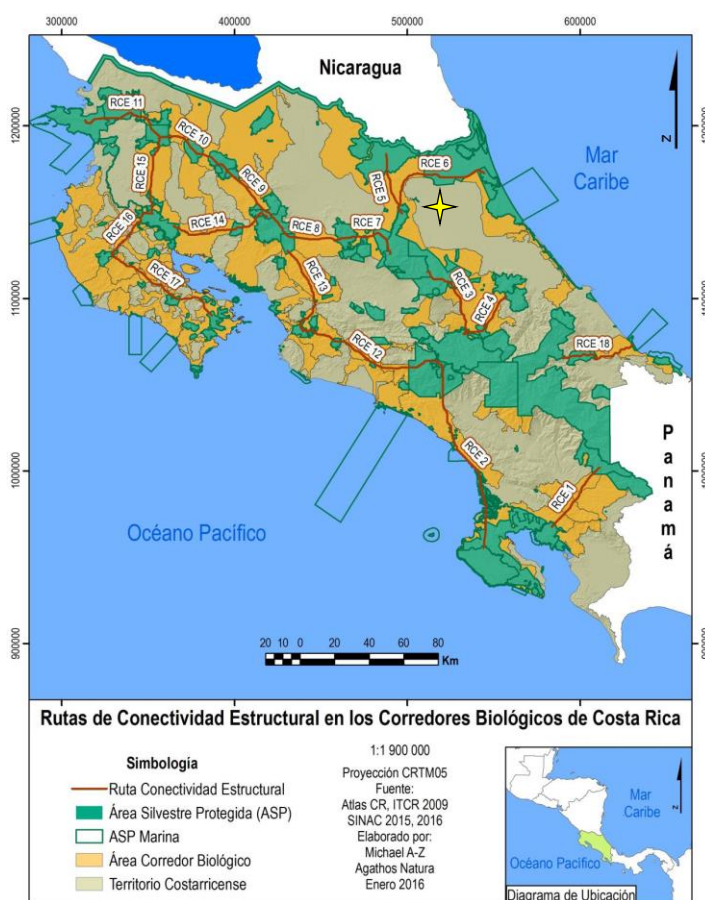 300000 400000 500000 600000
Nicaragua
RCE 11
RCE 10
RCE 15
RCE 9
RCE 6
RCE 5
1200000
N
Mar
Caribe
RCE 16
RCE 14
RCE 8
RCE 7
RCE 17
RCE 13
RCE 3
RCE 4
1100000
RCE 12
RCE 18
RCE 2
RCE 1
1000000
Panamá
Océano Pacífico
20 10 0 20 40 60 80
Km
900000
Rutas de Conectividad Estructural en los Corredores Biológicos de Costa Rica
Simbología
Ruta Conectividad Estructural
Área Silvestre Protegida (ASP)
ASP Marina
Área Corredor Biológico
Territorio Costarricense
1:1 900 000
Proyección CRTM05
Fuente:
Atlas CR, ITCR 2009
SINAC 2015, 2016
Elaborado por:
Michael A-Z
Agathos Natura
Enero 2016
N
Mar
Caribe
Océano Pacífico
Diagrama de Ubicación